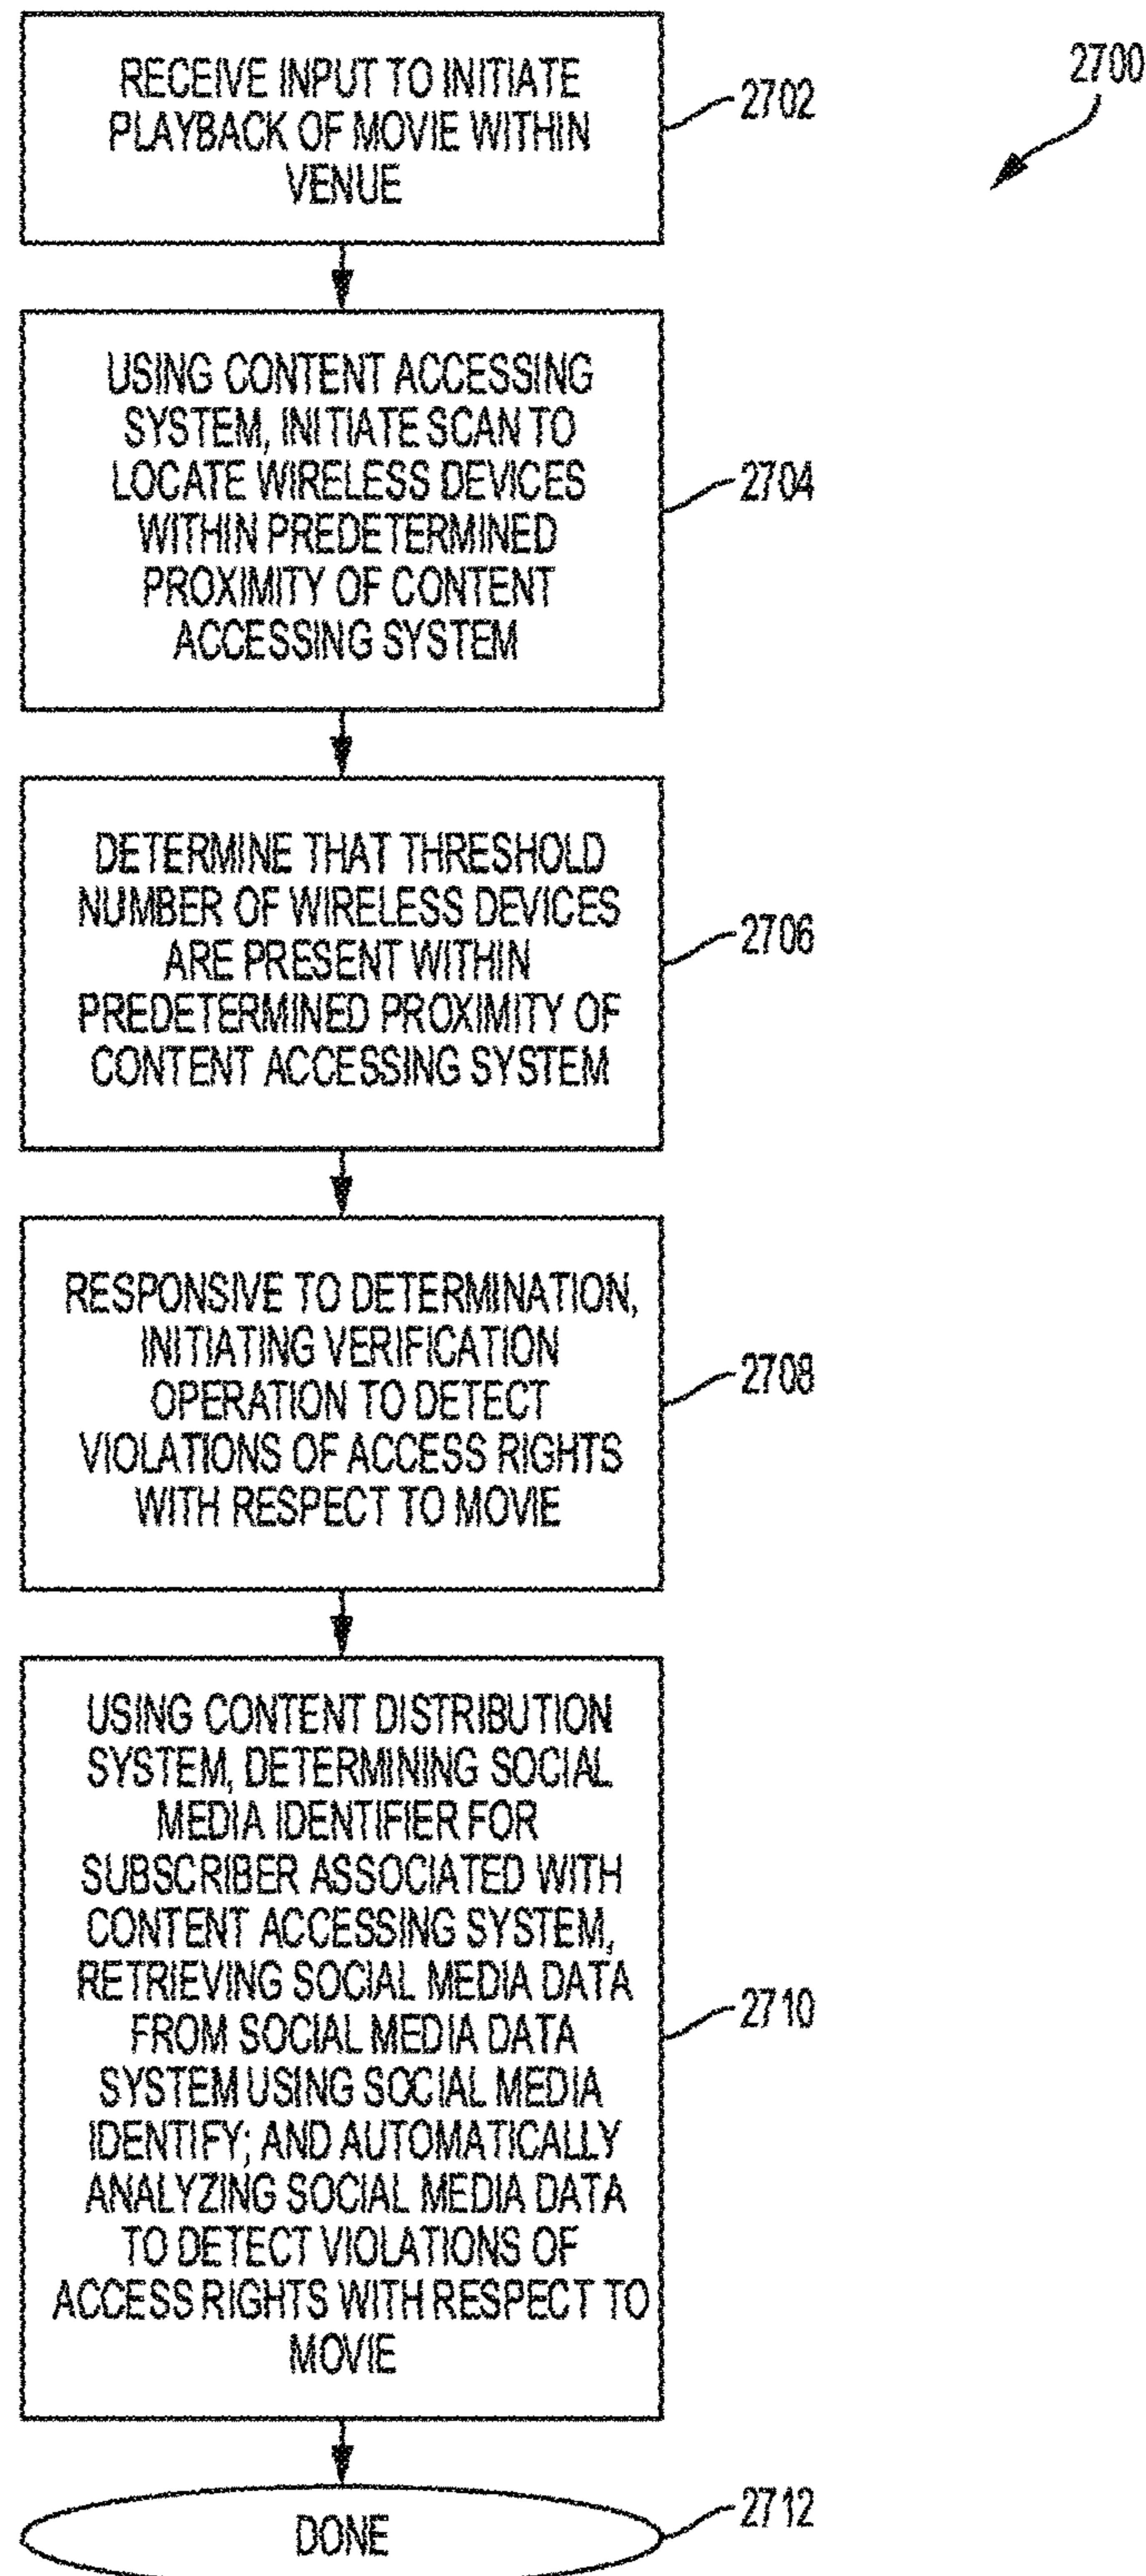 2700
RECEIVE INPUT TO INITIATE
PLAYBACK OF MOVIE WITHIN
VENUE
2702
USING CONTENT ACCESSING
SYSTEM, INITIATE SCAN TO
LOCATE WIRELESS DEVICES
WITHIN PREDETERMINED
PROXIMITY OF CONTENT
ACCESSING SYSTEM
2704
DETERMINE THAT THRESHOLD
NUMBER OF WIRELESS DEVICES
ARE PRESENT WITHIN
PREDETERMINED PROXIMITY OF
CONTENT ACCESSING SYSTEM
2706
RESPONSIVE TO DETERMINATION,
INITIATING VERIFICATION
OPERATION TO DETECT
VIOLATIONS OF ACCESS RIGHTS
WITH RESPECT TO MOVIE
2708
USING CONTENT DISTRIBUTION
SYSTEM, DETERMINING SOCIAL
MEDIA IDENTIFIER FOR
SUBSCRIBER ASSOCIATED WITH
CONTENT ACCESSING SYSTEM,
RETRIEVING SOCIAL MEDIA DATA
FROM SOCIAL MEDIA DATA
SYSTEM USING SOCIAL MEDIA
IDENTIFY; AND AUTOMATICALLY
ANALYZING SOCIAL MEDIA DATA
TO DETECT VIOLATIONS OF
ACCESS RIGHTS WITH RESPECT TO
MOVIE
2710
DONE
2712